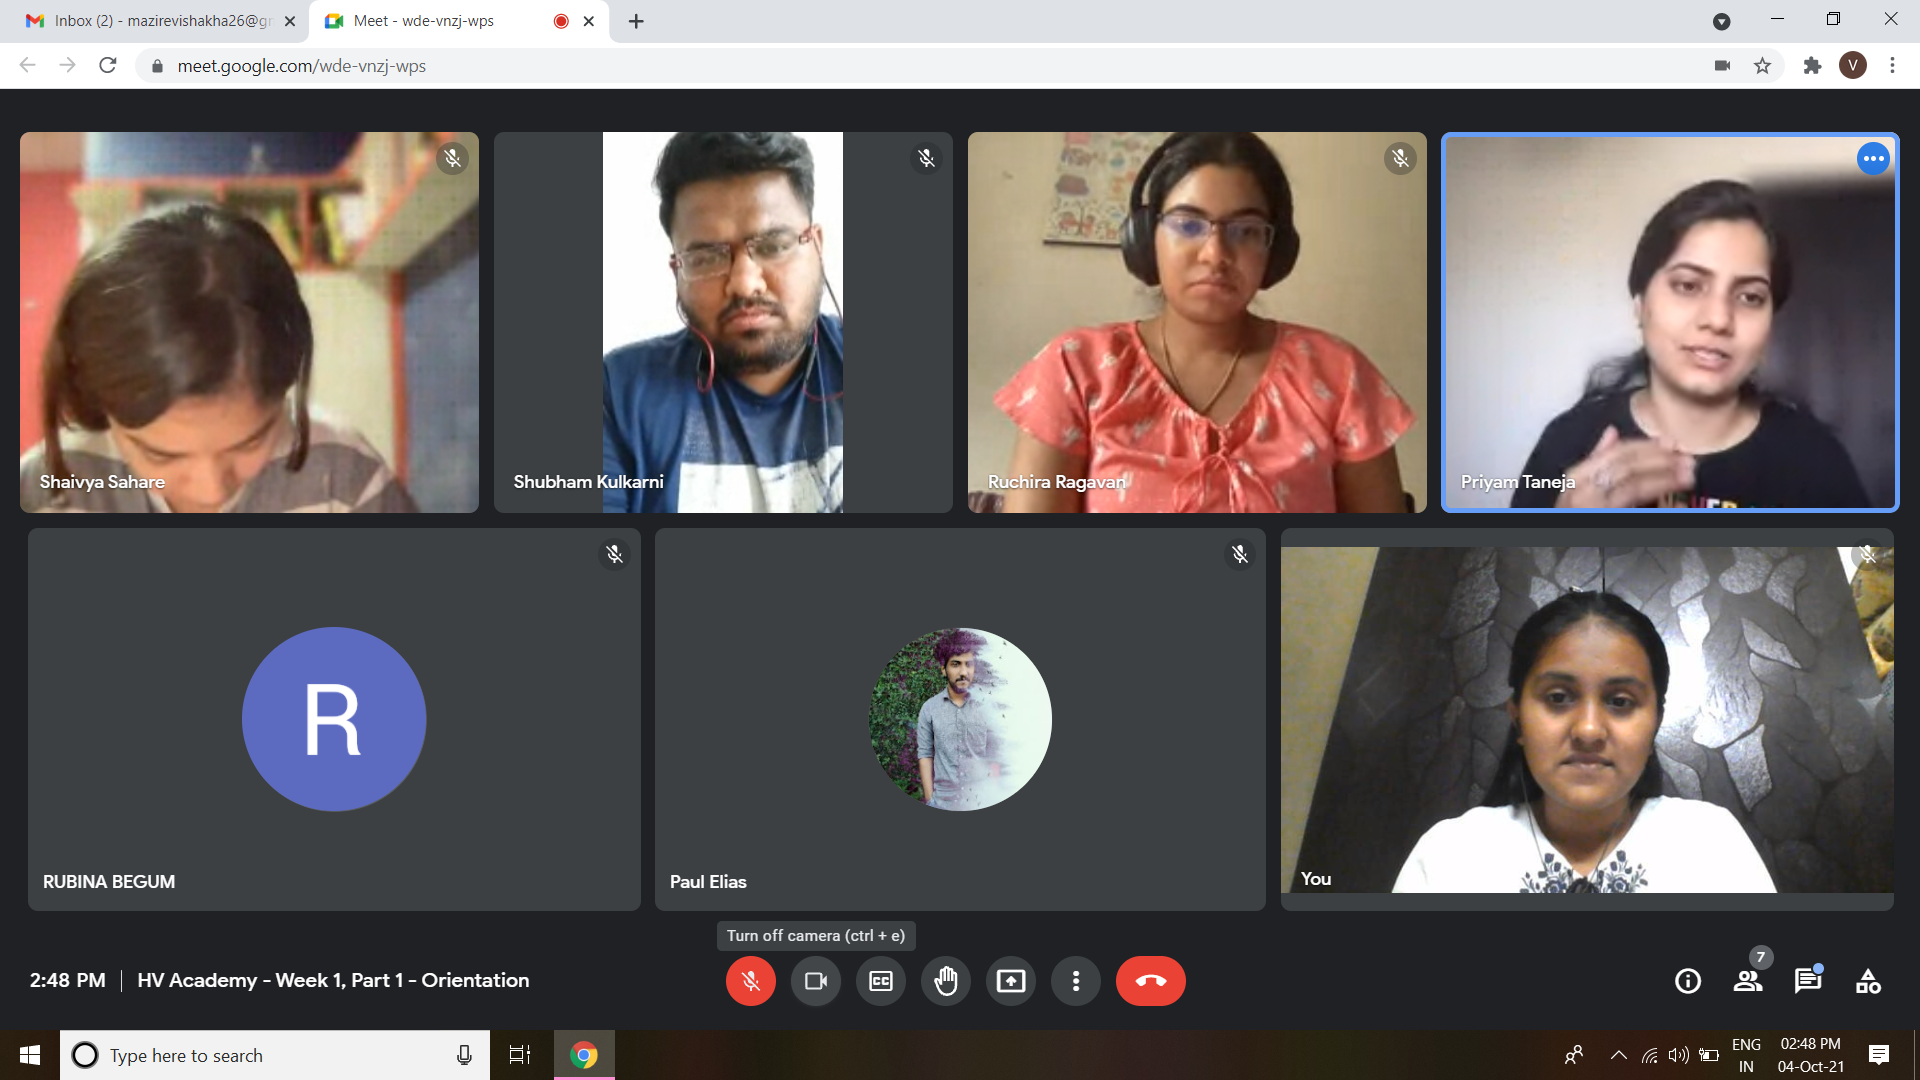 Inbox (2) - mazirevishakha26@gm
Meet - wde-vnzj-wps
meet.google.com/wde-vnzj-wps
V
Shaivya Sahare
Shubham Kulkarni
Ruchira Ragavan
Priyam Taneja
R
RUBINA BEGUM
Paul Elias
You
Turn off camera (ctrl + e)
2:48 PM | HV Academy - Week 1, Part 1 - Orientation
CC
7
Type here to search
ENG
IN
02:48 PM
04-Oct-21